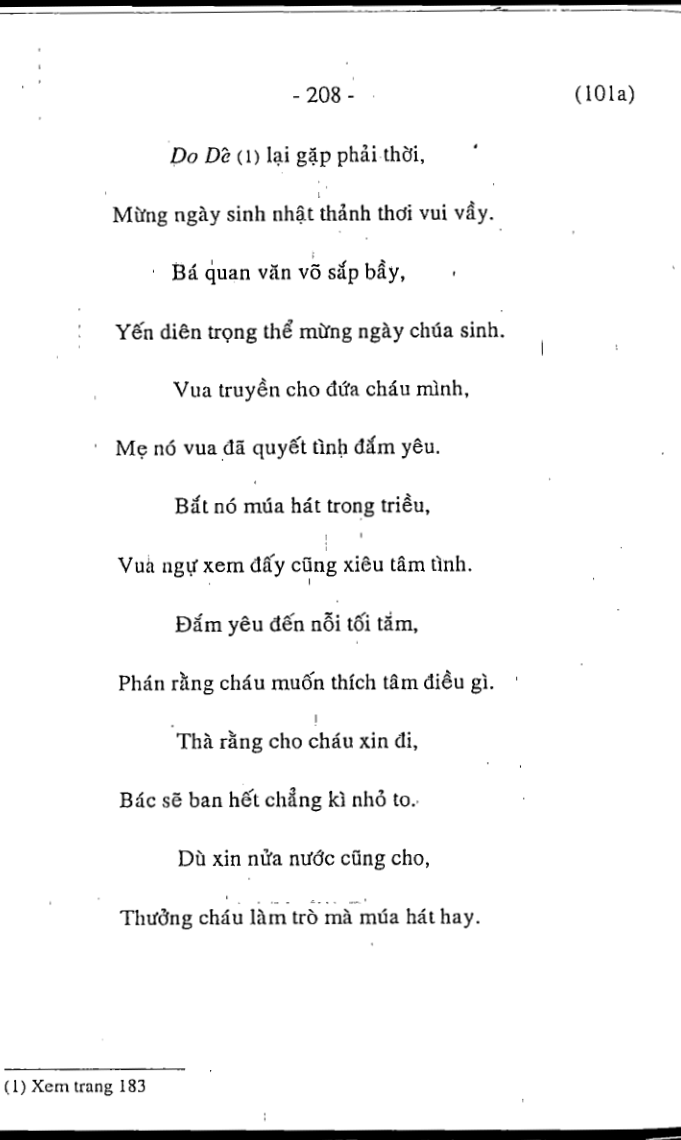 - 208 - (101a)
Do Dê (1) lại gặp phải thời,
Mừng ngày sinh nhật thảnh thơi vui vầy.
Bá quan văn võ sắp bầy,
Yến diên trọng thể mừng ngày chúa sinh.
Vua truyền cho đứa cháu mình,
Mẹ nó vua đã quyết tình đắm yêu.
Bắt nó múa hát trong triều,
Vua ngự xem đấy cũng xiêu tâm tình.
Đắm yêu đến nỗi tối tăm,
Phán rằng cháu muốn thích tâm điều gì.
Thà rằng cho cháu xin đi,
Bác sẽ ban hết chẳng kì nhỏ to.
Dù xin nửa nước cũng cho,
Thưởng cháu làm trò mà múa hát hay.
(1) Xem trang 183